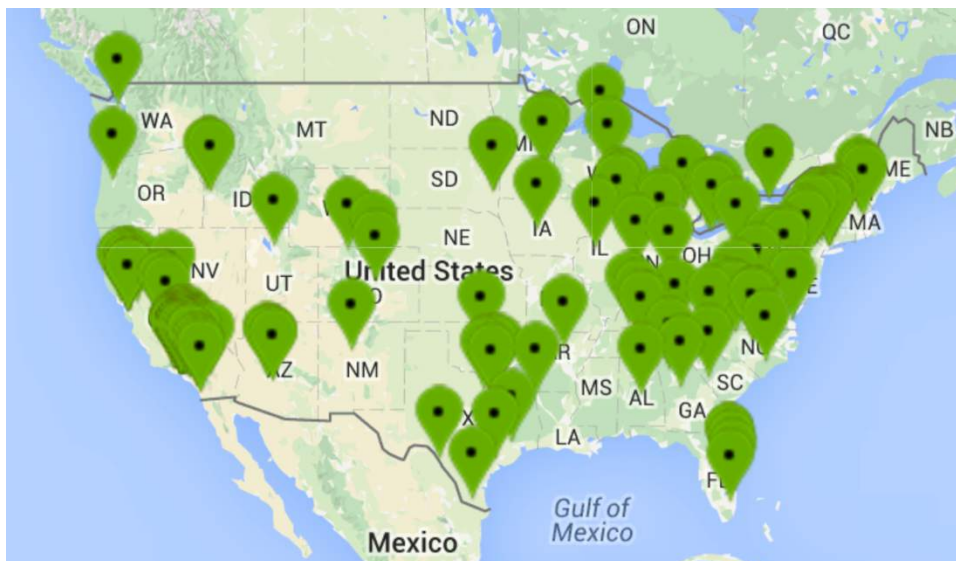 ON
QC
NB
WA
MT
ND
ME
OR
ID
SD
MA
NE
IA
IL
OH
NV
UT
United States
NM
AZ
NC
MS
AL
SC
GA
LA
Gulf of
Mexico
Mexico